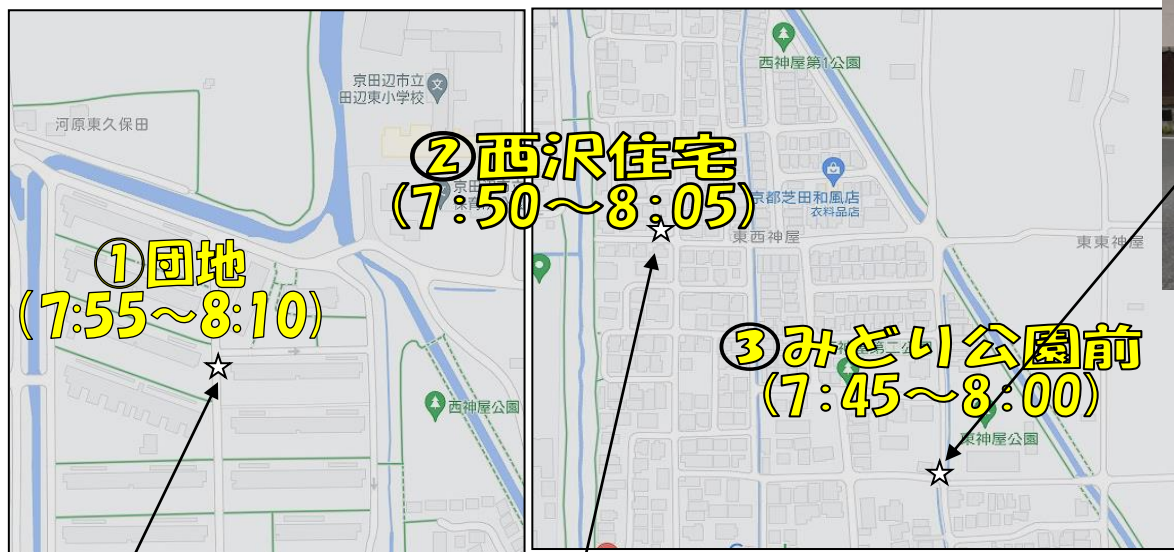 京田辺市立
田辺東小学校
文
河原東久保田
①団地
(7:55～8:10)
西神屋公園
西神屋第1公園
②西沢住宅
(7:50～8:05)
京都芝田和風店
衣料品店
東西神屋
東東神屋
③みどり公園前
(7:45～8:00)
東神屋公園